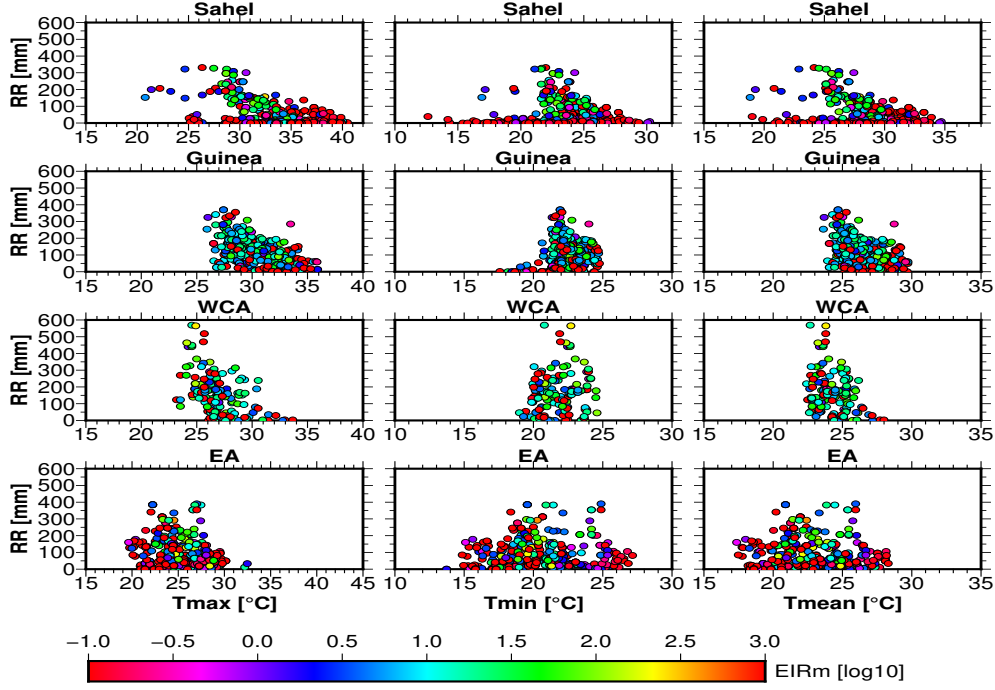 Sahel Sahel Sahel
RR [mm]
600
500
400
300
200
100
0
15 20 25 30 35 40
10 15 20 25 30
15 20 25 30 35
Guinea Guinea Guinea
RR [mm]
600
500
400
300
200
100
0
15 20 25 30 35 40
10 15 20 25 30
15 20 25 30 35
WCA WCA WCA
RR [mm]
600
500
400
300
200
100
0
15 20 25 30 35 40
10 15 20 25 30
15 20 25 30 35
EA EA EA
RR [mm]
600
500
400
300
200
100
0
15 20 25 30 35 40 45
10 15 20 25 30
15 20 25 30 35
Tmax [°C] Tmin [°C] Tmean [°C]
−1.0 −0.5 0.0 0.5 1.0 1.5 2.0 2.5 3.0
EIRm [log10]